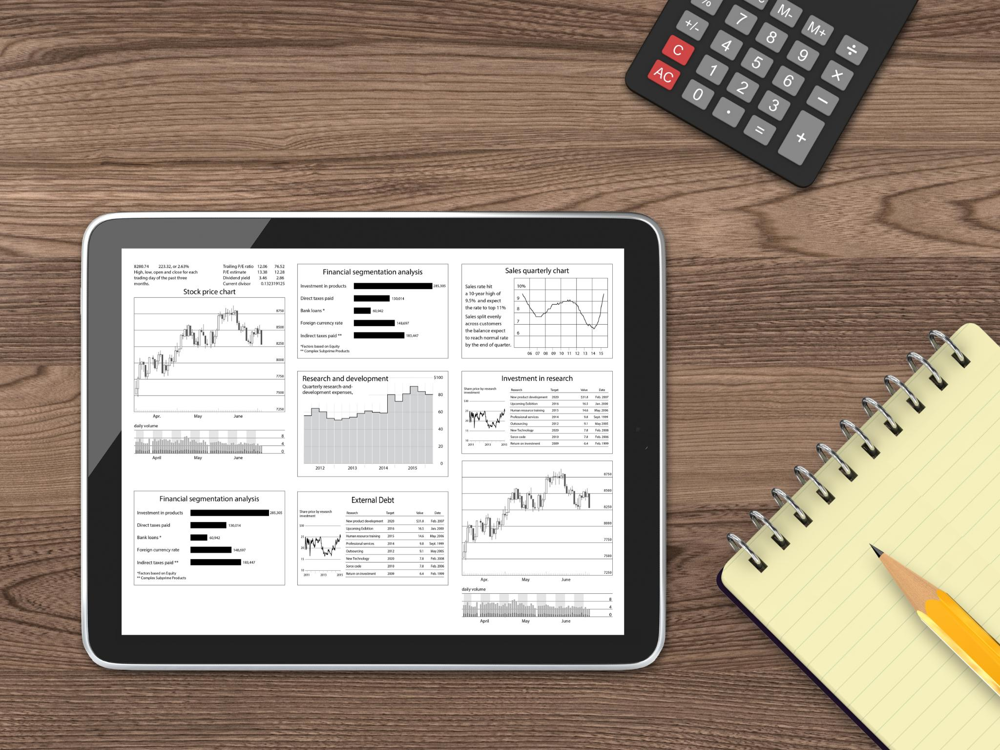 % M- M+
+/- 7 8 9 ÷
C 4 5 6 ×
AC 1 2 3 −
0 . = +
8280.74 223.32, or 2.63%
High, low, open and close for each
trading day of the past three
months.
Trailing P/E ratio 12.06 76.52
P/E estimate 13.38 12.28
Dividend yield 3.46 2.86
Current divisor 0.132319125
Stock price chart
8750
8500
8250
8000
7750
7500
7250
Apr. May June
daily volume
8
4
0
April May June
Financial segmentation analysis
Investment in products 285,305
Direct taxes paid 130,014
Bank loans * 60,942
Foreign currency rate 148,697
Indirect taxes paid ** 183,447
*Factors based on Equity
** Complex Subprime Products
Sales quarterly chart
Sales rate hit
a 10-year high of
9.5% and expect
the rate to top 11%
Sales split evenly
across customers
the balance expect
to reach normal rate
by the end of quarter.
10%
9
8
7
6
06 07 08 09 10 11 12 13 14 15
Research and development
Quarterly research-and-
development expenses,
$100
80
60
40
20
0
2012 2013 2014 2015
Investment in research
Share price by research
investment
$30
25
20
15
10
2011 2013 2015
Research Target Value Date
New product development 2020 $31.8 Feb. 2007
Upcoming Exibition 2016 16.5 Jan. 2000
Human resource training 2015 14.6 May. 2006
Professional services 2014 9.8 Sept. 1999
Outsourcing 2012 9.1 May 2005
New Technology 2020 7.8 Feb. 2008
Sorce code 2010 7.8 Feb. 2006
Return on investment 2009 6.4 Feb. 1999
Financial segmentation analysis
Investment in products 285,305
Direct taxes paid 130,014
Bank loans * 60,942
Foreign currency rate 148,697
Indirect taxes paid ** 183,447
*Factors based on Equity
** Complex Subprime Products
External Debt
Share price by research
investment
$30
25
20
15
10
2011 2013 2015
Research Target Value Date
New product development 2020 $31.8 Feb. 2007
Upcoming Exibition 2016 16.5 Jan. 2000
Human resource training 2015 14.6 May. 2006
Professional services 2014 9.8 Sept. 1999
Outsourcing 2012 9.1 May 2005
New Technology 2020 7.8 Feb. 2008
Sorce code 2010 7.8 Feb. 2006
Return on investment 2009 6.4 Feb. 1999
8750
8500
8250
8000
7750
7500
7250
Apr. May June
daily volume
8
4
0
April May June